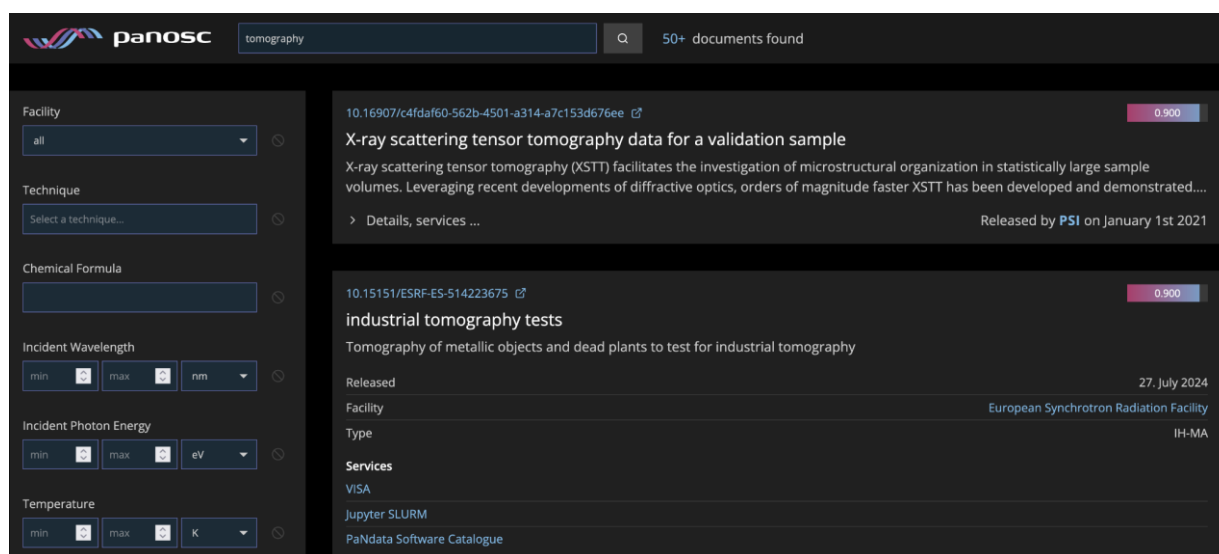 panosc
tomography
50+ documents found
Facility
all
Technique
Select a technique...
Chemical Formula
Incident Wavelength
min max nm
Incident Photon Energy
min max eV
Temperature
min max K
10.16907/c4fdaf60-562b-4501-a314-a7c153d676ee
0.900
X-ray scattering tensor tomography data for a validation sample
X-ray scattering tensor tomography (XSTT) facilitates the investigation of microstructural organization in statistically large sample
volumes. Leveraging recent developments of diffractive optics, orders of magnitude faster XSTT has been developed and demonstrated....
> Details, services ...
Released by PSI on January 1st 2021
10.15151/ESRF-ES-514223675
0.900
industrial tomography tests
Tomography of metallic objects and dead plants to test for industrial tomography
Released 27. July 2024
Facility European Synchrotron Radiation Facility
Type IH-MA
Services
VISA
Jupyter SLURM
PaNdata Software Catalogue